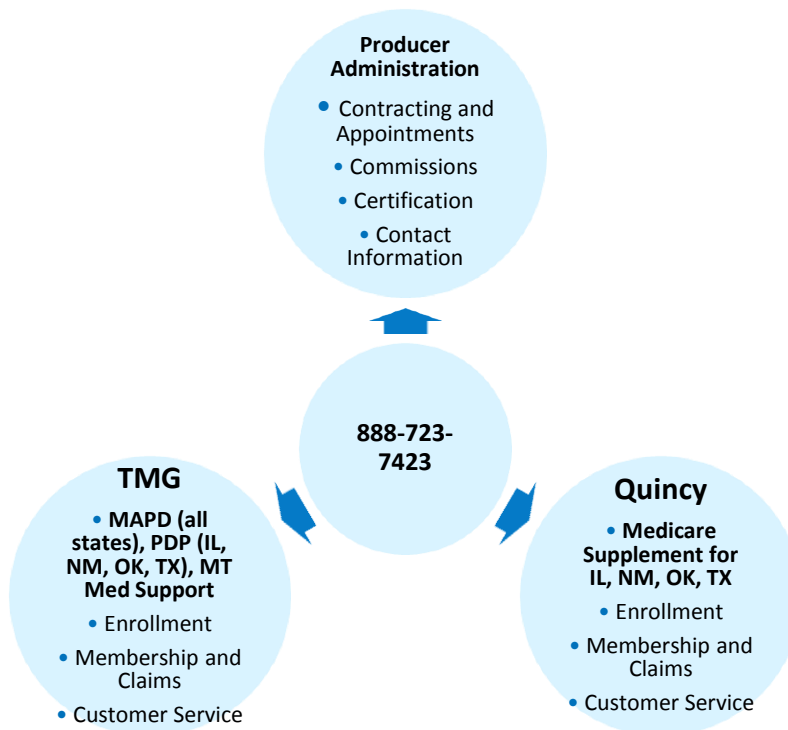 Producer
Administration
• Contracting and
Appointments
• Commissions
• Certification
• Contact
Information
888-723-
7423
TMG
• MAPD (all
states), PDP (IL,
NM, OK, TX), MT
Med Support
• Enrollment
• Membership and
Claims
• Customer Service
Quincy
• Medicare
Supplement for
IL, NM, OK, TX
• Enrollment
• Membership and
Claims
• Customer Service